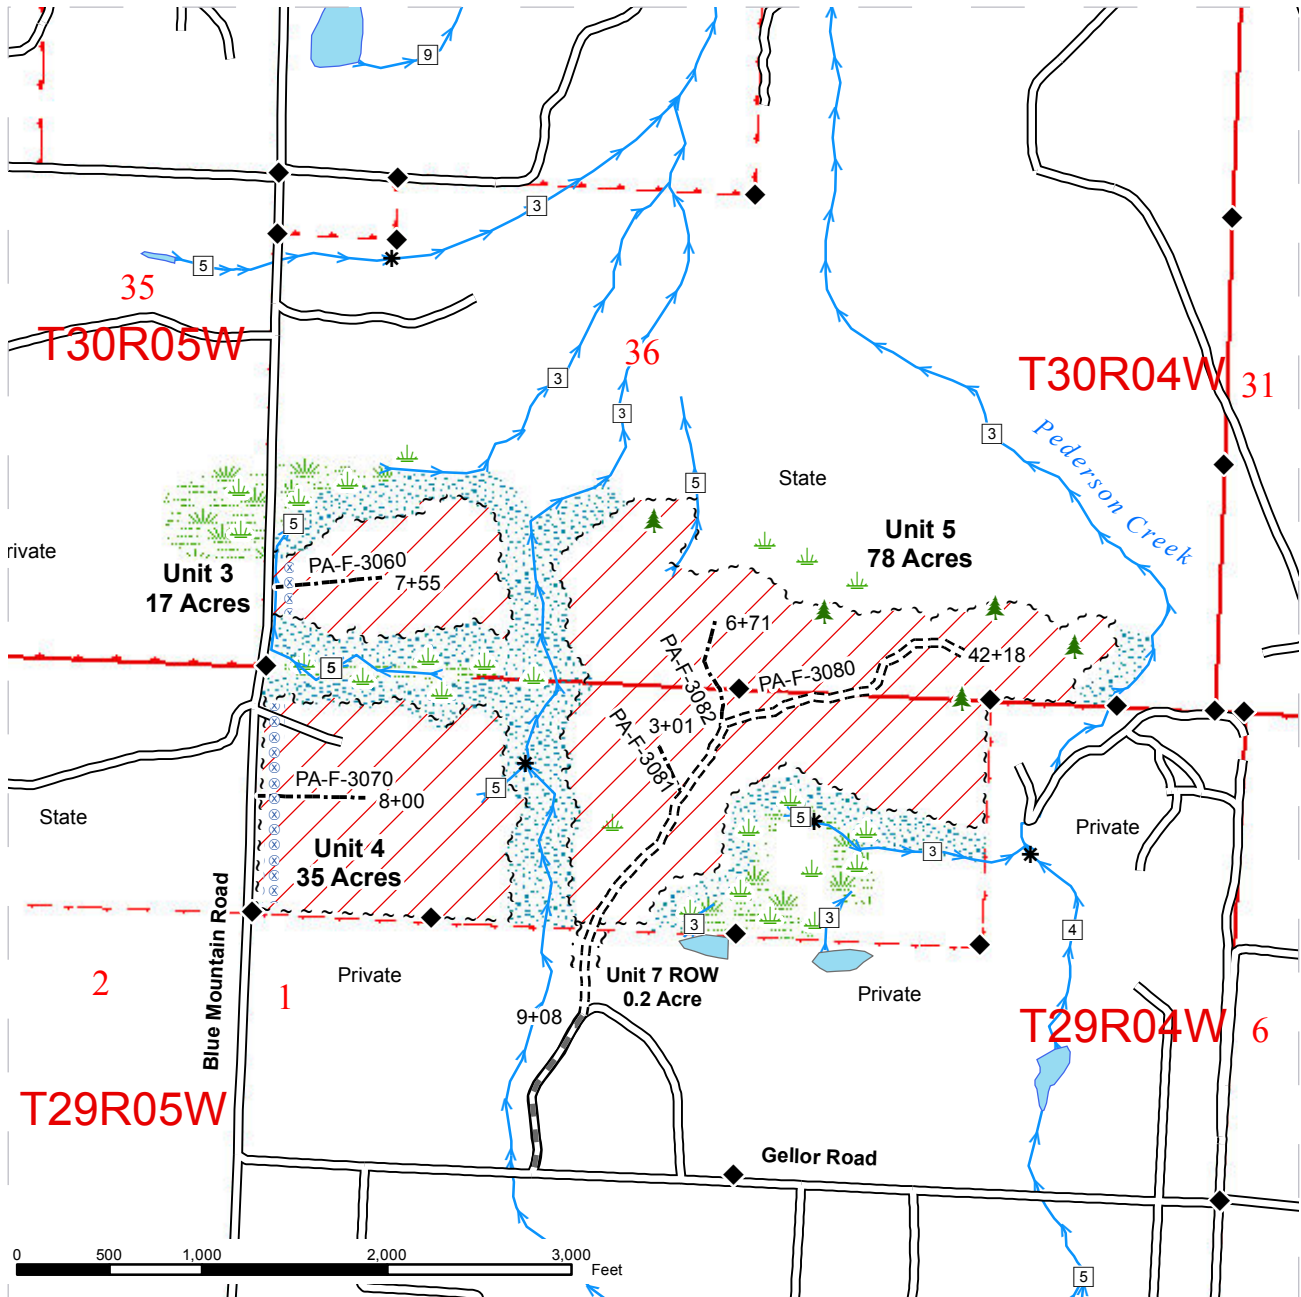 9
3
5
35
T30R05W
36
T30R04W
31
3
3
3
Pederson Creek
State
5
5
Unit 5
78 Acres
rivate
Unit 3
17 Acres
PA-F-3060
7+55
6+71
PA-F-3082
PA-F-3080
42+18
5
3+01
PA-F-3081
PA-F-3070
8+00
5
State
5
Private
3
Unit 4
35 Acres
Blue Mountain Road
3
3
4
2
1
Private
Unit 7 ROW
0.2 Acre
Private
9+08
T29R04W
6
T29R05W
Gellor Road
0
500
1,000
2,000
3,000
Feet
5